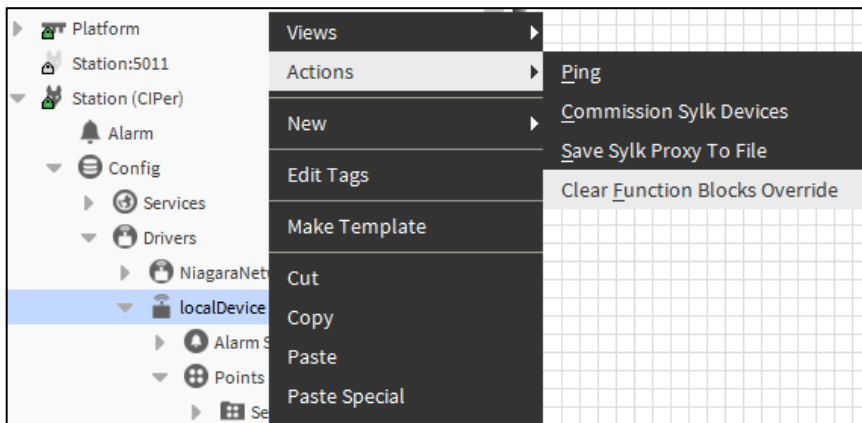 Platform
Station:5011
Station (CIPer)
Alarm
Config
Services
Drivers
NiagaraNet
localDevice
Alarm S
Points
Se
Views
Actions
New
Edit Tags
Make Template
Cut
Copy
Paste
Paste Special
Ping
Commission Sylk Devices
Save Sylk Proxy To File
Clear Function Blocks Override